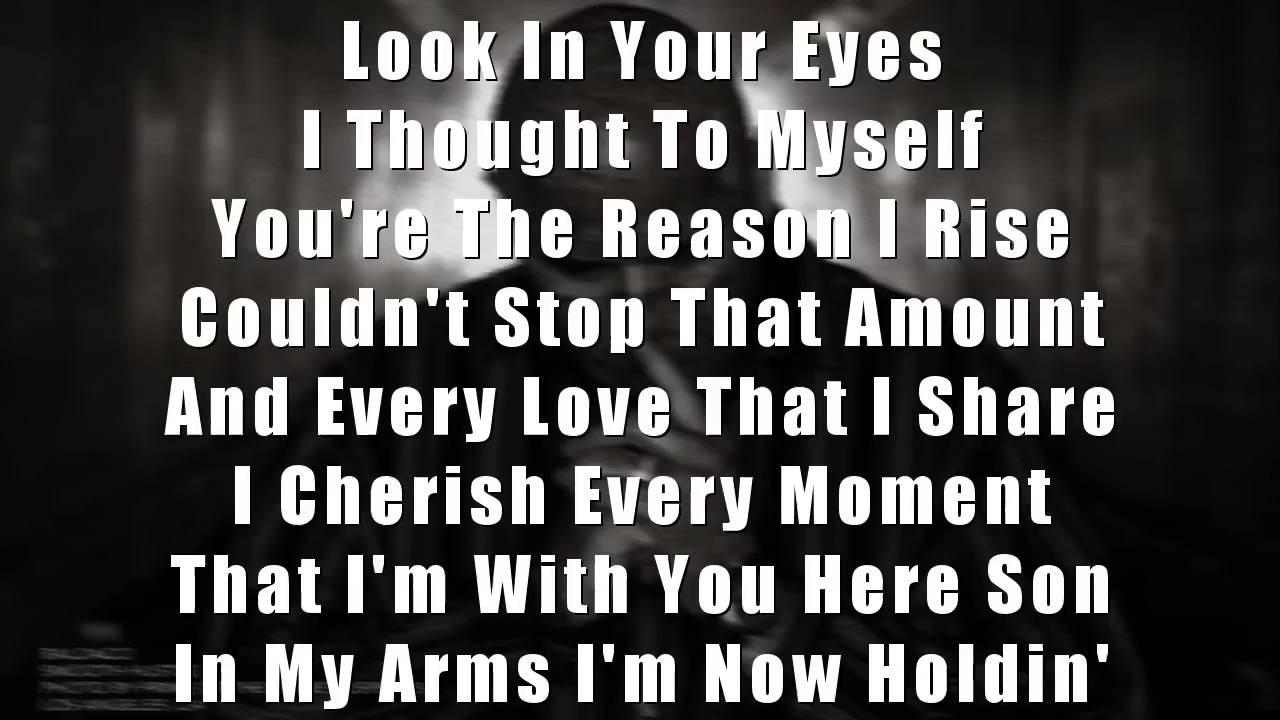 Look In Your Eyes
I Thought To Myself
You're The Reason I Rise
Couldn't Stop That Amount
And Every Love That I Share
I Cherish Every Moment
That I'm With You Here Son
In My Arms I'm Now Holdin'